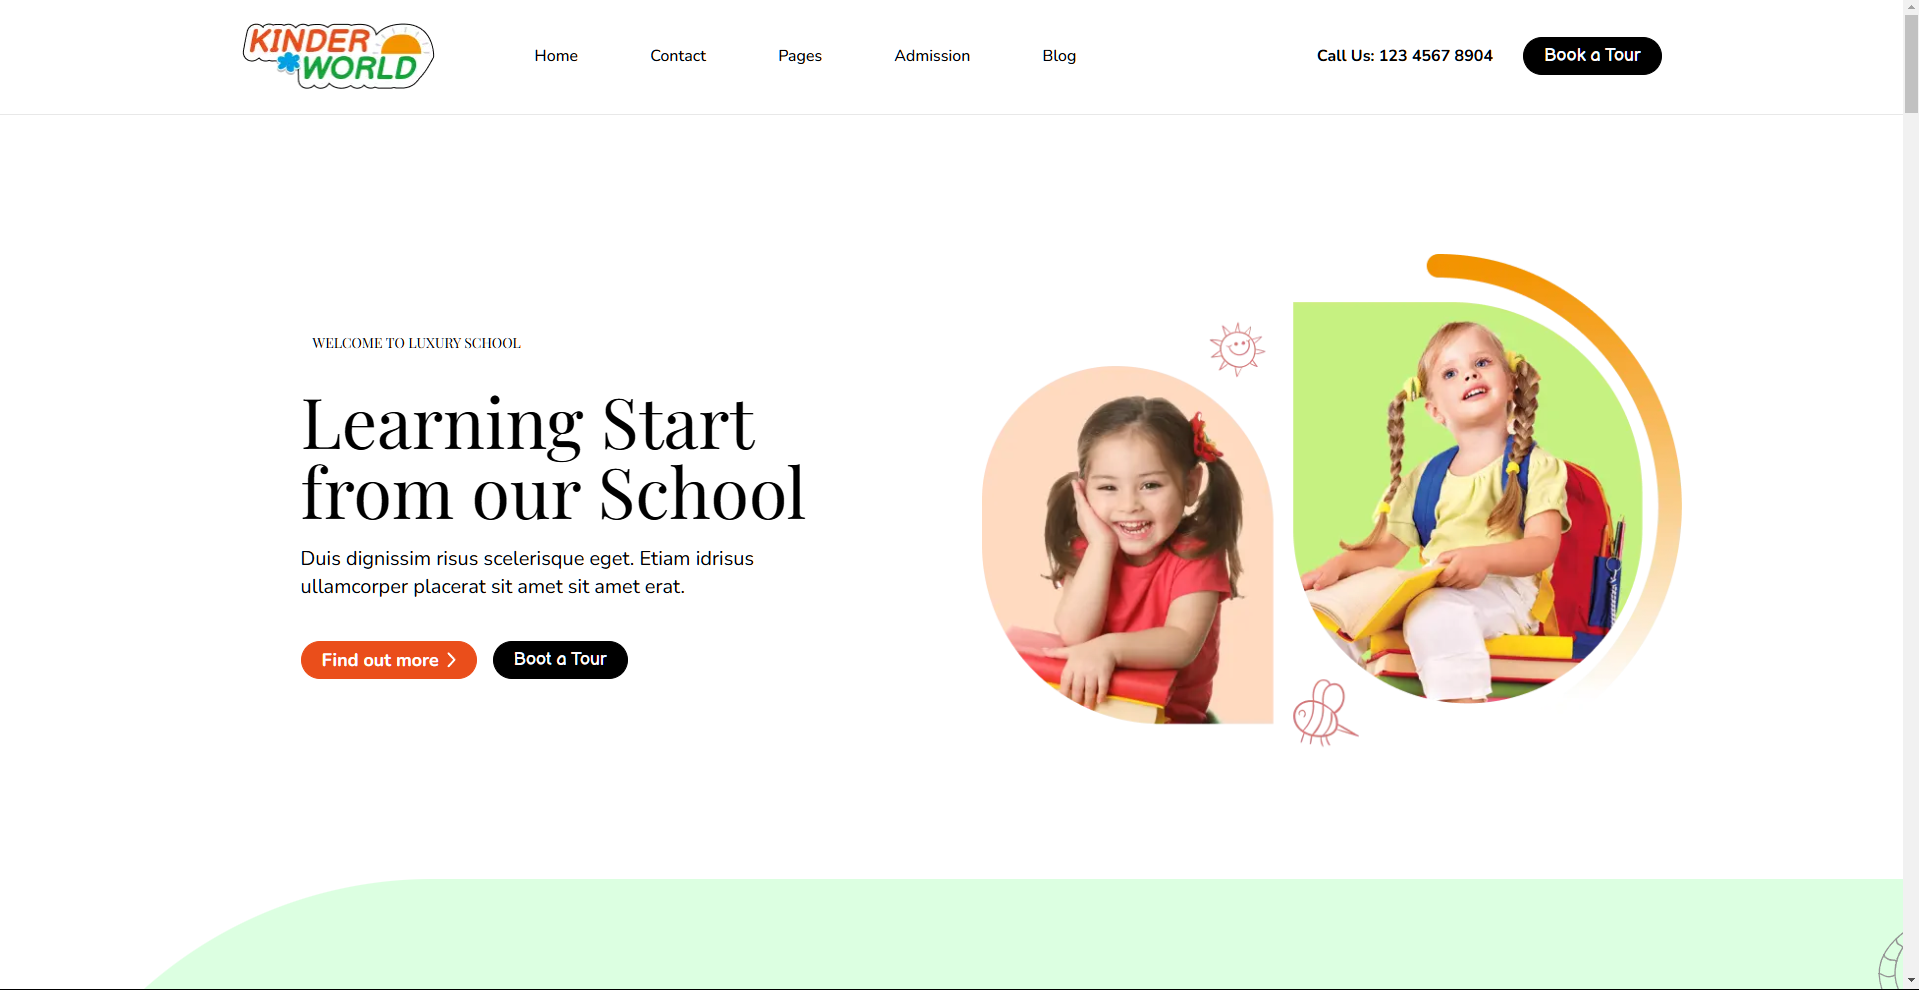 KINDER
WORLD
Home
Contact
Pages
Admission
Blog
Call Us: 123 4567 8904
Book a Tour
WELCOME TO LUXURY SCHOOL
Learning Start
from our School
Duis dignissim risus scelerisque eget. Etiam idrisus
ullamcorper placerat sit amet sit amet erat.
Find out more
Boot a Tour